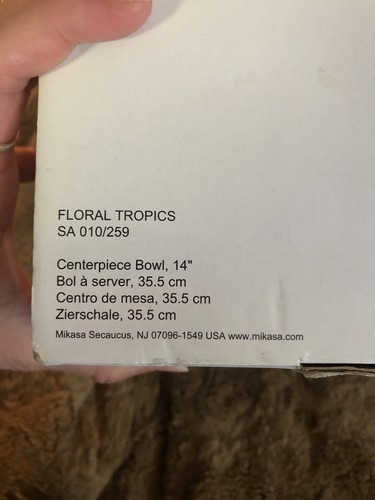 FLORAL TROPICS
SA 010/259
Centerpiece Bowl, 14"
Bol à server, 35.5 cm
Centro de mesa, 35.5 cm
Zierschale, 35.5 cm
Mikasa Secaucus, NJ 07096-1549 USA www.mikasa.com